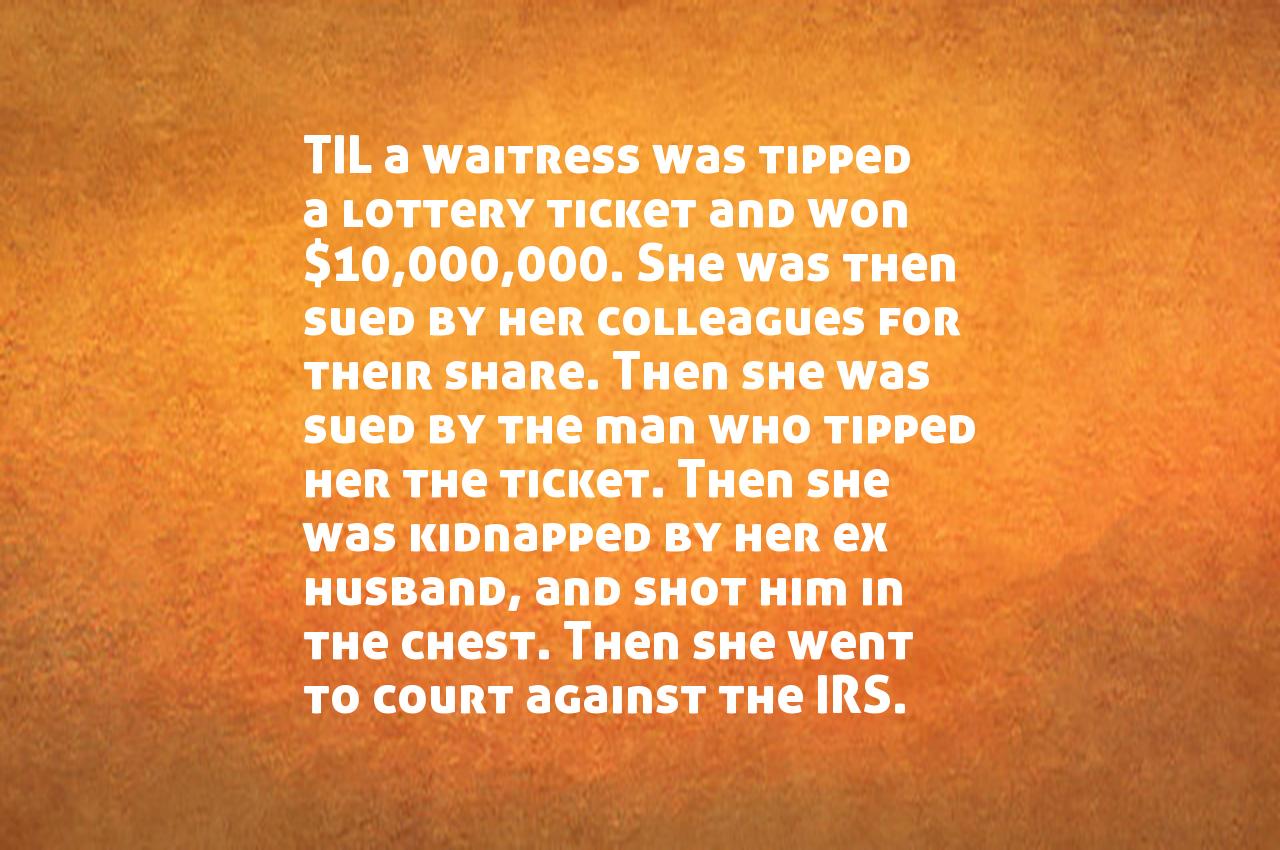 TIL a waitress was tipped
a lottery ticket and won
$10,000,000. She was then
sued by her colleagues for
their share. Then she was
sued by the man who tipped
her the ticket. Then she
was kidnapped by her ex
husband, and shot him in
the chest. Then she went
to court against the IRS.